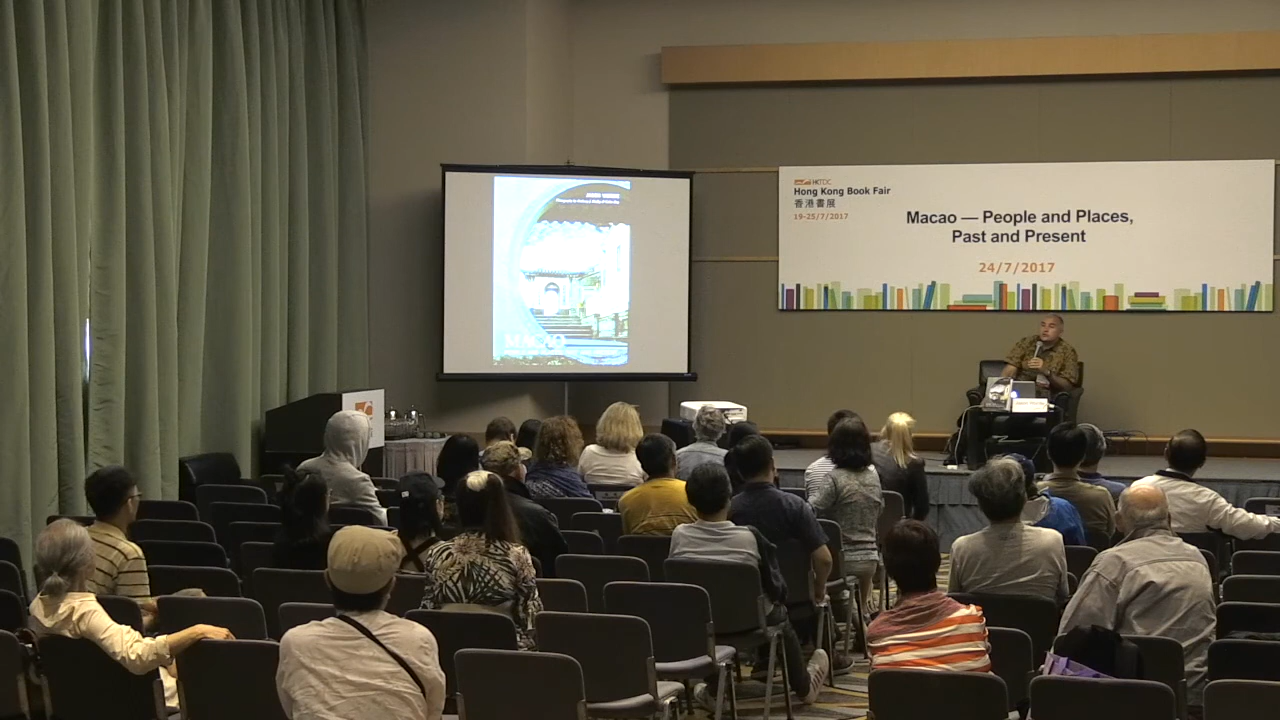 HKTDC
Hong Kong Book Fair
香港書展
19-25/7/2017
Macao — People and Places,
Past and Present
24/7/2017
MACAO